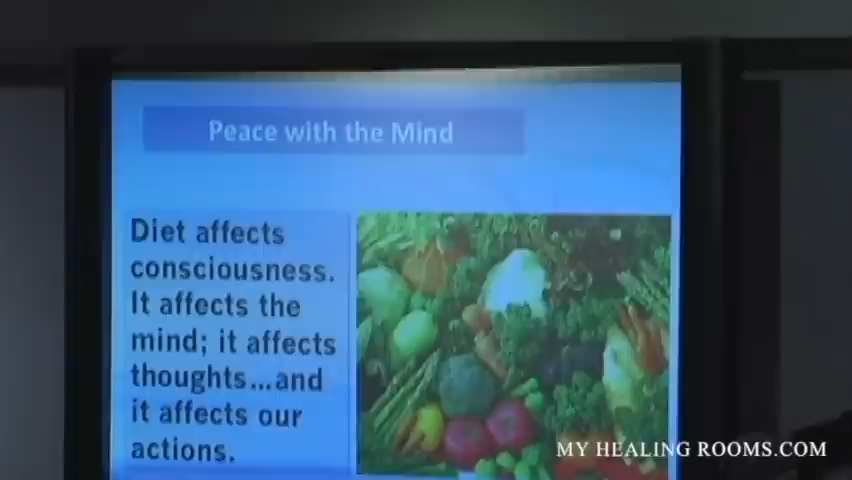 Peace with the Mind
Diet affects
consciousness.
It affects the
mind; it affects
thoughts...and
it affects our
actions.
MY HEALING ROOMS.COM